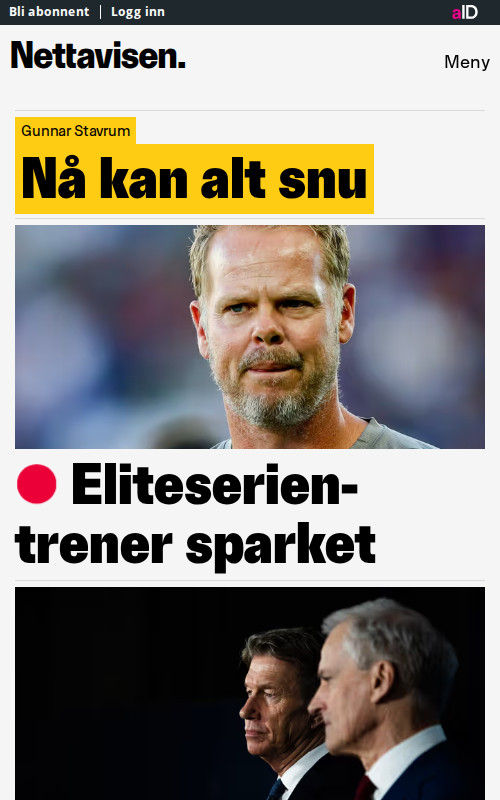 Bli abonnent | Logg inn
aID
Nettavisen.
Meny
Gunnar Stavrum
Nå kan alt snu
Eliteserien-
trener sparket